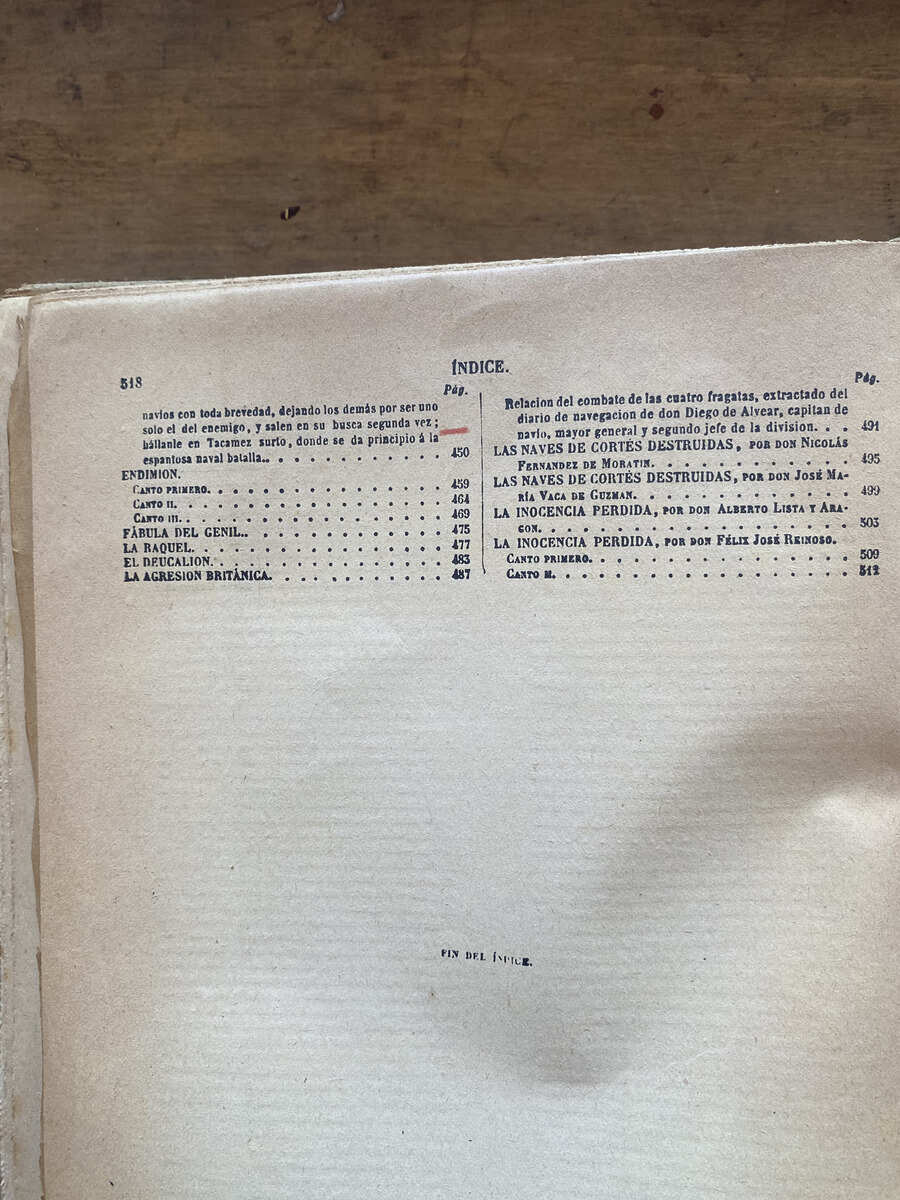 518
ÍNDICE.
Pág.
navios con toda brevedad, dejando los demás por ser uno
solo el del enemigo, y salen en su busca segunda vez;
hállanle en Tacamez surto, donde se da principio á la
espantosa naval batalla. . . . . . . . . . . . 450
ENDIMION.
CANTO PRIMERO. . . . . . . . . . . . . . . . 459
CANTO II. . . . . . . . . . . . . . . . . . 464
CANTO III. . . . . . . . . . . . . . . . . . 469
FÁBULA DEL GENIL. . . . . . . . . . . . . . . 475
LA RAQUEL. . . . . . . . . . . . . . . . . . 477
EL DEUCALION. . . . . . . . . . . . . . . . . 483
LA AGRESION BRITÁNICA. . . . . . . . . . . . . 487
Pág.
Relacion del combate de las cuatro fragatas, extractado del
diario de navegacion de don Diego de Alvear, capitan de
navío, mayor general y segundo jefe de la division. . . 491
LAS NAVES DE CORTÉS DESTRUIDAS, POR DON NICOLÁS
FERNANDEZ DE MORATIN. . . . . . . . . . . . . 495
LAS NAVES DE CORTÉS DESTRUIDAS, POR DON JOSÉ MA-
RÍA VACA DE GUZMAN. . . . . . . . . . . . . . 499
LA INOCENCIA PERDIDA, POR DON ALBERTO LISTA Y ARA-
GON. . . . . . . . . . . . . . . . . . . . 503
LA INOCENCIA PERDIDA, POR DON FÉLIX JOSÉ REINOSO.
CANTO PRIMERO. . . . . . . . . . . . . . . . 509
CANTO II. . . . . . . . . . . . . . . . . . 512
FIN DEL ÍNDICE.